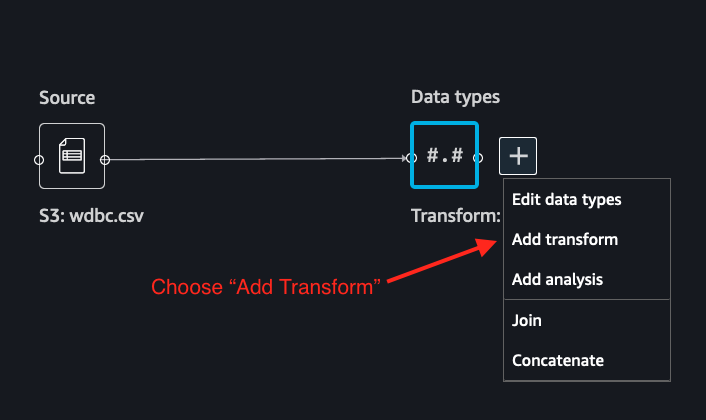 Source
Data types
#.#
+
S3: wdbc.csv
Transform:
Edit data types
Add transform
Add analysis
Join
Concatenate
Choose “Add Transform”